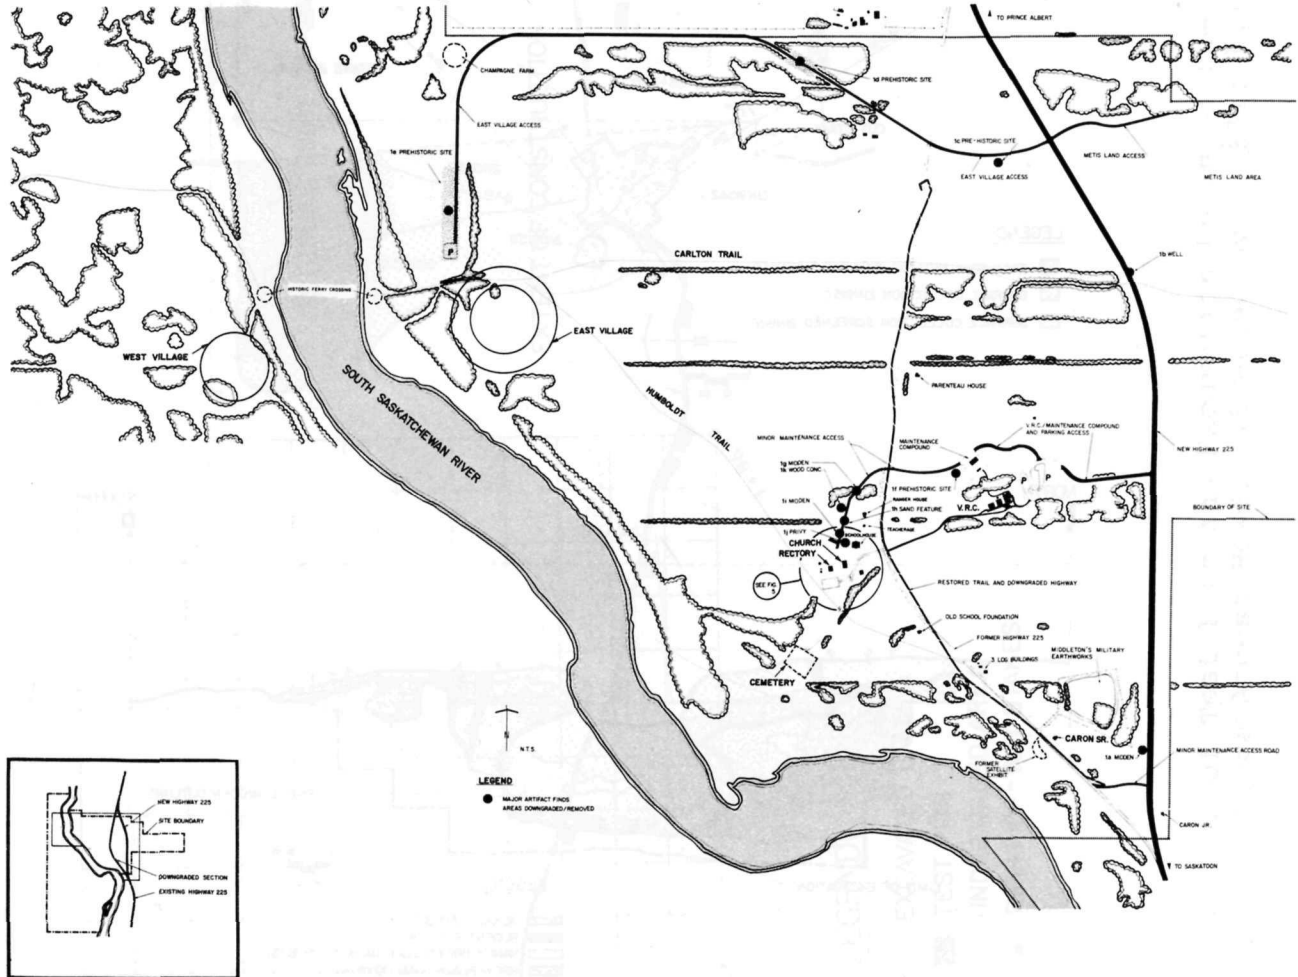 TO PRINCE ALBERT
CHAMPAGNE FARM
1d PREHISTORIC SITE
EAST VILLAGE ACCESS
1e PREHISTORIC SITE
1c PRE-HISTORIC SITE
METIS LAND ACCESS
EAST VILLAGE ACCESS
METIS LAND AREA
P
CARLTON TRAIL
1b WELL
HISTORIC FERRY CROSSING
EAST VILLAGE
WEST VILLAGE
SOUTH SASKATCHEWAN RIVER
PARENTEAU HOUSE
HUMBOLDT
TRAIL
V.R.C./MAINTENANCE COMPOUND
AND PARKING ACCESS
MINOR MAINTENANCE ACCESS
MAINTENANCE
COMPOUND
NEW HIGHWAY 225
1g MIDEN
1k WOOD CONC.
P
P
1f PREHISTORIC SITE
1i MIDEN
RANGER HOUSE
V.R.C.
1h SAND FEATURE
BOUNDARY OF SITE
TEACHERAGE
1j PRIVY
SCHOOLHOUSE
CHURCH
RECTORY
SEE FIG
5
RESTORED TRAIL AND DOWNGRADED HIGHWAY
OLD SCHOOL FOUNDATION
FORMER HIGHWAY 225
MIDDLETON'S MILITARY
EARTHWORKS
3 LOG BUILDINGS
CEMETERY
CARON SR.
N
N.T.S.
1a MIDEN
MINOR MAINTENANCE ACCESS ROAD
FORMER
SATELLITE
EXHIBIT
LEGEND
MAJOR ARTIFACT FINDS
AREAS DOWNGRADED/REMOVED
CARON JR.
TO SASKATOON
NEW HIGHWAY 225
SITE BOUNDARY
DOWNGRADED SECTION
EXISTING HIGHWAY 225